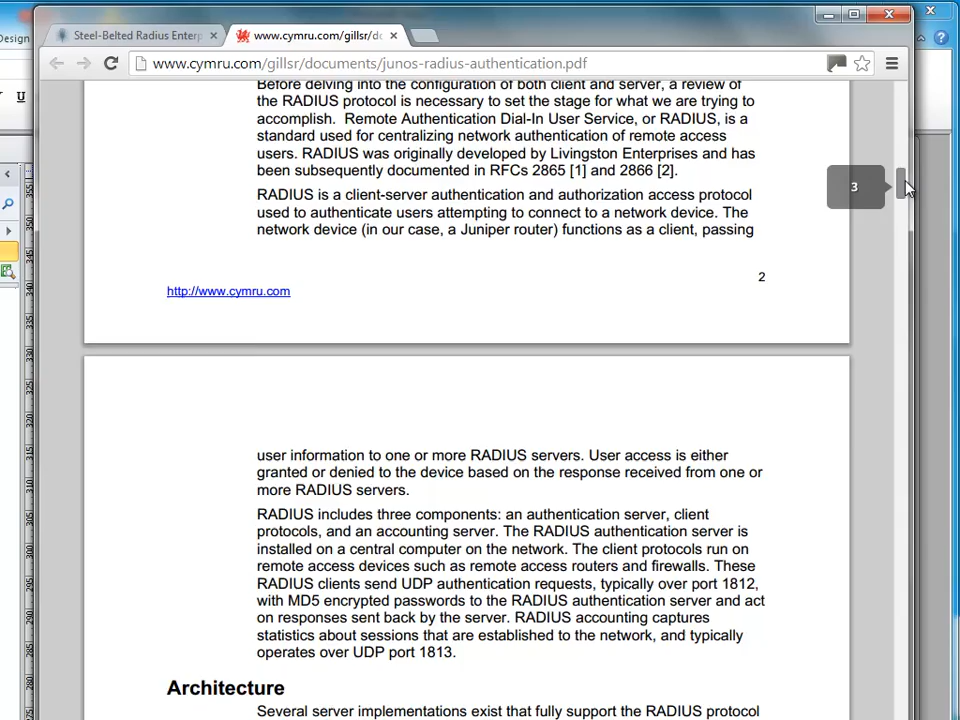 Design
Steel-Belted Radius Enterp
www.cymru.com/gillsr/do
www.cymru.com/gillsr/documents/junos-radius-authentication.pdf
Before delving into the configuration of both client and server, a review of
the RADIUS protocol is necessary to set the stage for what we are trying to
accomplish. Remote Authentication Dial-In User Service, or RADIUS, is a
standard used for centralizing network authentication of remote access
users. RADIUS was originally developed by Livingston Enterprises and has
been subsequently documented in RFCs 2865 [1] and 2866 [2].
RADIUS is a client-server authentication and authorization access protocol
used to authenticate users attempting to connect to a network device. The
network device (in our case, a Juniper router) functions as a client, passing
3
2
http://www.cymru.com
user information to one or more RADIUS servers. User access is either
granted or denied to the device based on the response received from one or
more RADIUS servers.
RADIUS includes three components: an authentication server, client
protocols, and an accounting server. The RADIUS authentication server is
installed on a central computer on the network. The client protocols run on
remote access devices such as remote access routers and firewalls. These
RADIUS clients send UDP authentication requests, typically over port 1812,
with MD5 encrypted passwords to the RADIUS authentication server and act
on responses sent back by the server. RADIUS accounting captures
statistics about sessions that are established to the network, and typically
operates over UDP port 1813.
Architecture
Several server implementations exist that fully support the RADIUS protocol